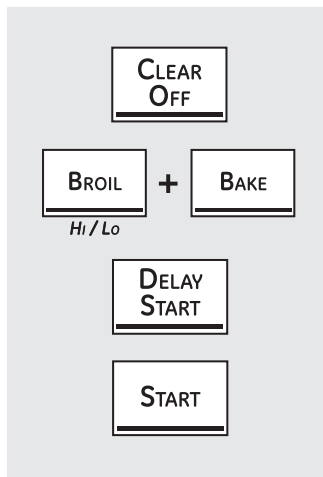 CLEAR
OFF
BROIL + BAKE
HI / LO
DELAY
START
START